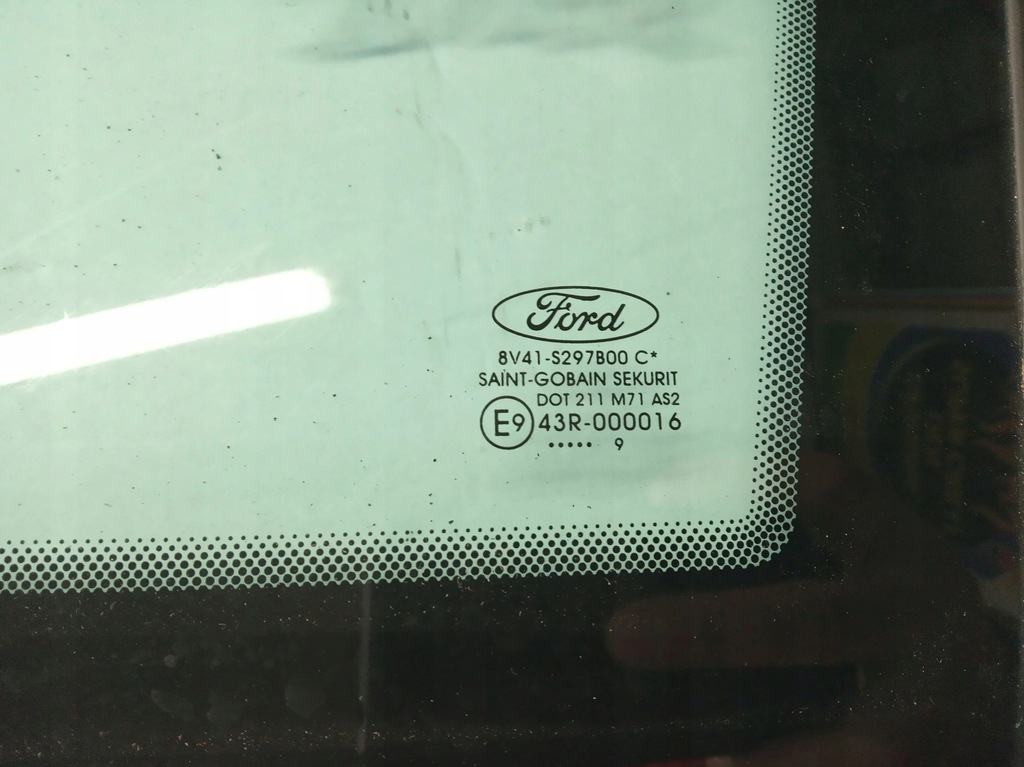 Ford
8V41-S297B00 C*
SAINT-GOBAIN SEKURIT
DOT 211 M71 AS2
E9 43R-000016
..... 9